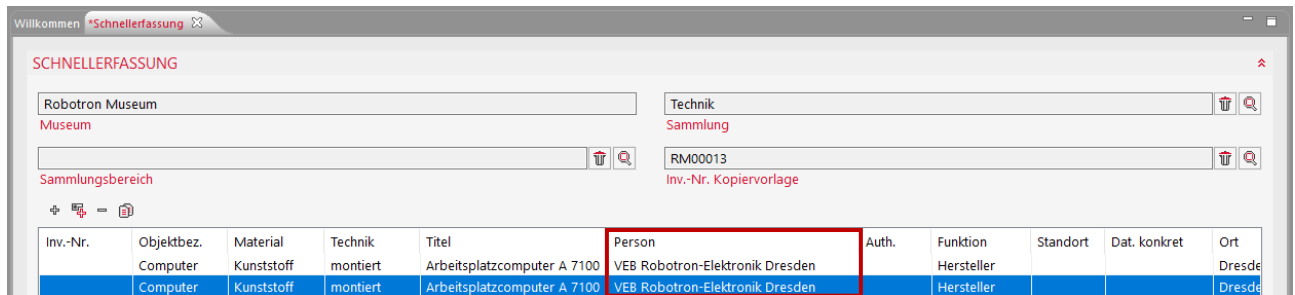 Willkommen *Schnellerfassung
SCHNELLERFASSUNG
Robotron Museum Technik
Museum Sammlung
RM00013
Sammlungsbereich Inv.-Nr. Kopiervorlage
Inv.-Nr. Objektbez. Material Technik Titel Person Auth. Funktion Standort Dat. konkret Ort
Computer Kunststoff montiert Arbeitsplatzcomputer A 7100 VEB Robotron-Elektronik Dresden Hersteller Dresde
Computer Kunststoff montiert Arbeitsplatzcomputer A 7100 VEB Robotron-Elektronik Dresden Hersteller Dresde